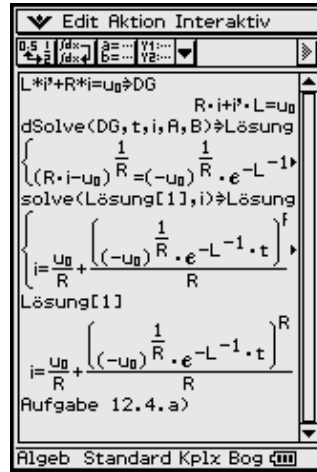 Edit Aktion Interaktiv
L*i'+R*i=u₀⇒DG
R·i+i'·L=u₀
dSolve(DG,t,i,A,B)⇒Lösung
{(R·i-u₀)^(1/R)=(-u₀)^(1/R)·e^(-L^-1
solve(Lösung[1],i)⇒Lösung
{i=u₀/R+((-u₀)^(1/R)·e^(-L^-1·t))^R/R
Lösung[1]
i=u₀/R+((-u₀)^(1/R)·e^(-L^-1·t))^R/R
Aufgabe 12.4.a)
Algeb Standard Kplx Bog